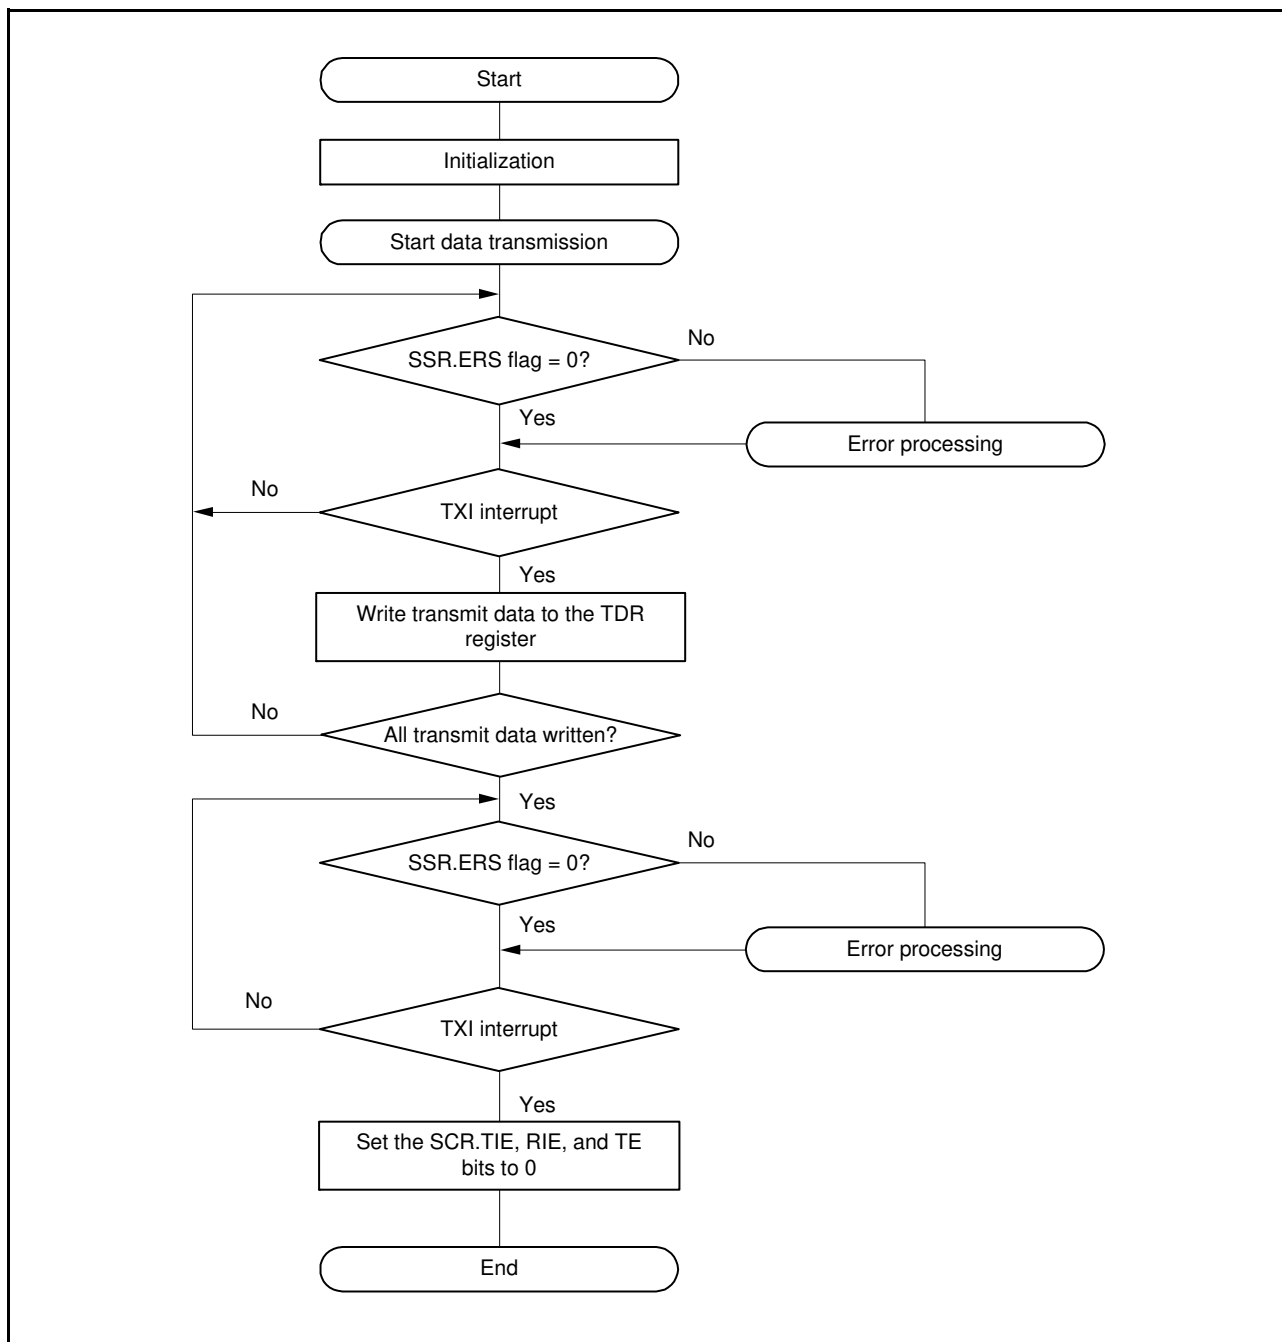 Start
Initialization
Start data transmission
SSR.ERS flag = 0?
No
Yes
Error processing
No
TXI interrupt
Yes
Write transmit data to the TDR
register
No
All transmit data written?
Yes
SSR.ERS flag = 0?
No
Yes
Error processing
No
TXI interrupt
Yes
Set the SCR.TIE, RIE, and TE
bits to 0
End